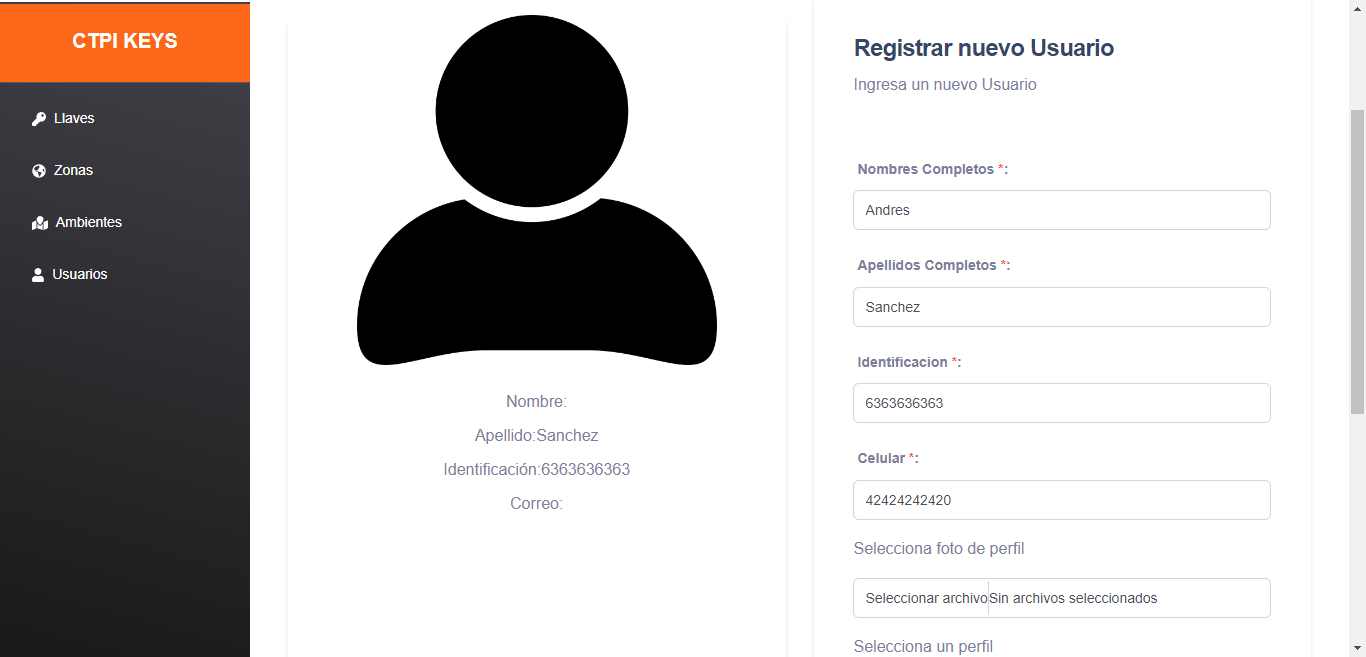 CTPI KEYS
Llaves
Zonas
Ambientes
Usuarios
Nombre:
Apellido:Sanchez
Identificación:6363636363
Correo:
Registrar nuevo Usuario
Ingresa un nuevo Usuario
Nombres Completos *:
Andres
Apellidos Completos *:
Sanchez
Identificacion *:
6363636363
Celular *:
42424242420
Selecciona foto de perfil
Seleccionar archivo Sin archivos seleccionados
Selecciona un perfil